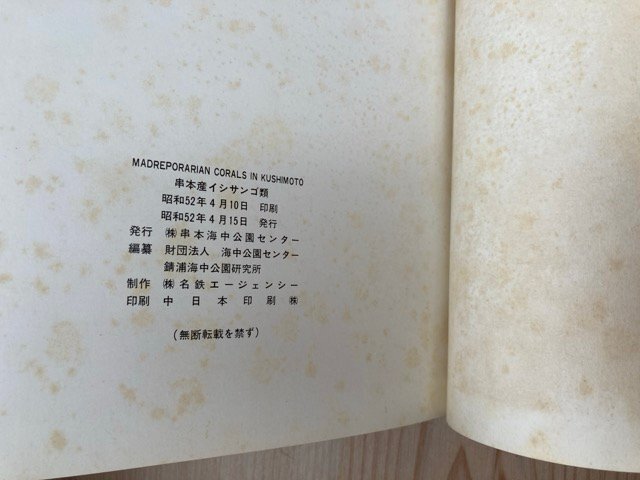 MADREPORARIAN CORALS IN KUSHIMOTO
串本産イシサンゴ類
昭和52年4月10日 印刷
昭和52年4月15日 発行
発行 ㈱串本海中公園センター
編纂 財団法人 海中公園センター
錆浦海中公園研究所
制作 ㈱名鉄エージェンシー
印刷 中日本印刷㈱
(無断転載を禁ず)